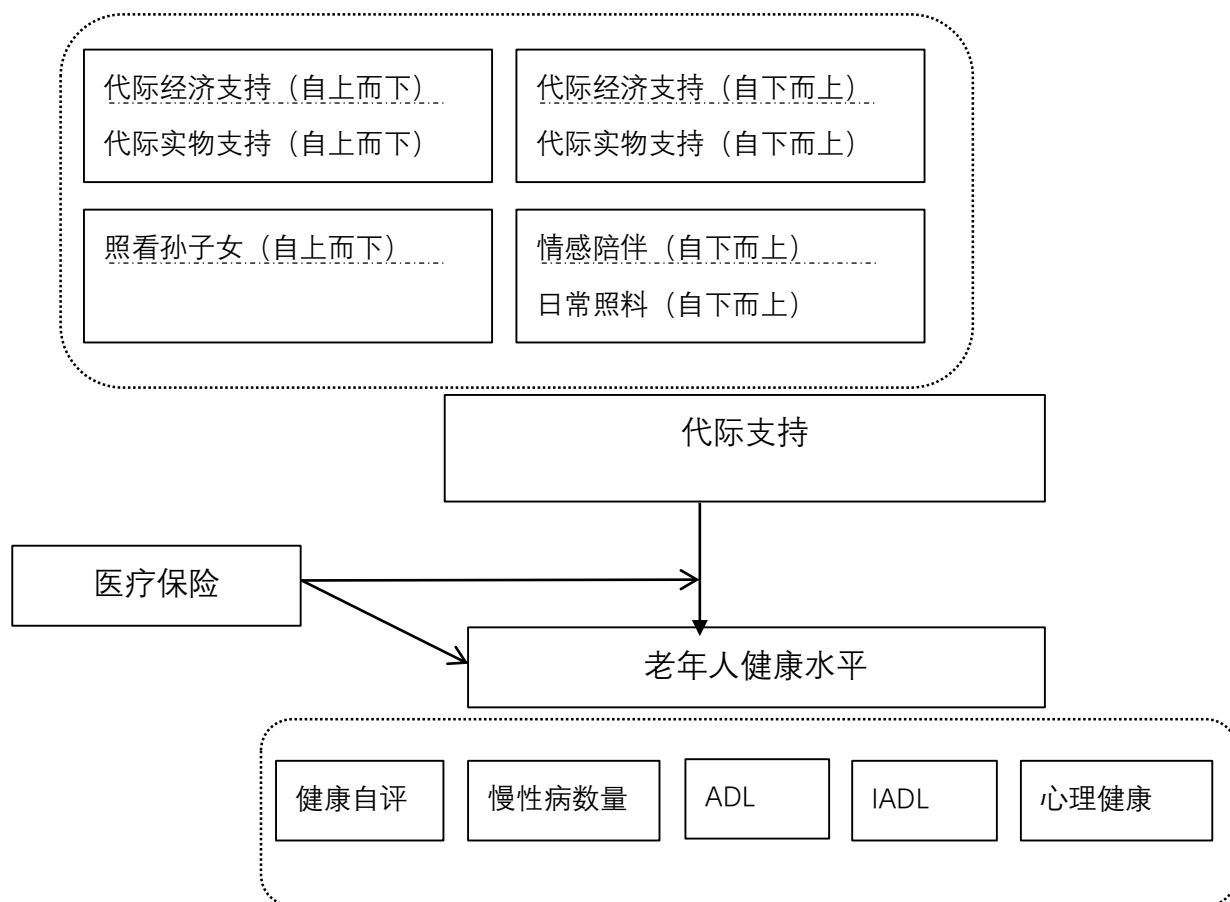 代际经济支持（自上而下）
代际实物支持（自上而下）
代际经济支持（自下而上）
代际实物支持（自下而上）
照看孙子女（自上而下）
情感陪伴（自下而上）
日常照料（自下而上）
代际支持
医疗保险
老年人健康水平
健康自评
慢性病数量
ADL
IADL
心理健康